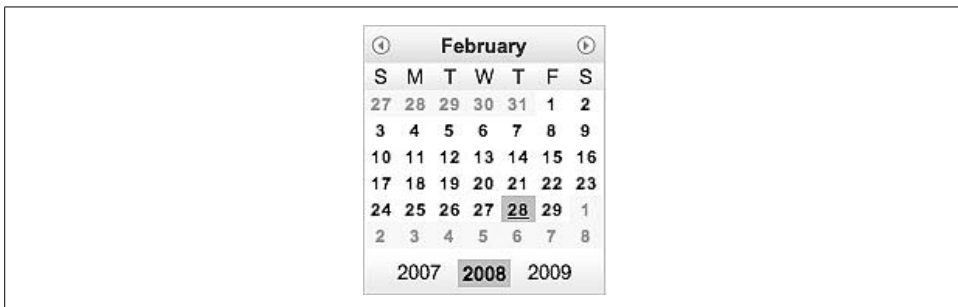 February
S M T W T F S
27 28 29 30 31 1 2
3 4 5 6 7 8 9
10 11 12 13 14 15 16
17 18 19 20 21 22 23
24 25 26 27 28 29 1
2 3 4 5 6 7 8
2007 2008 2009